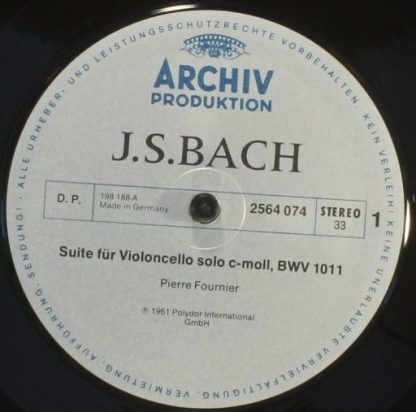 ALLE URHEBER- UND LEISTUNGSSCHUTZRECHTE VORBEHALTEN. KEIN VERLEIH! KEINE UNERLAUBTE VERVIELFÄLTIGUNG, VERMIETUNG, AUFFÜHRUNG, SENDUNG! -
ARCHIV
PRODUKTION
J.S.BACH
D. P.
198 188 A
Made in Germany
2564 074
STEREO
33
1
Suite für Violoncello solo c-moll, BWV 1011
Pierre Fournier
℗ 1961 Polydor International
GmbH